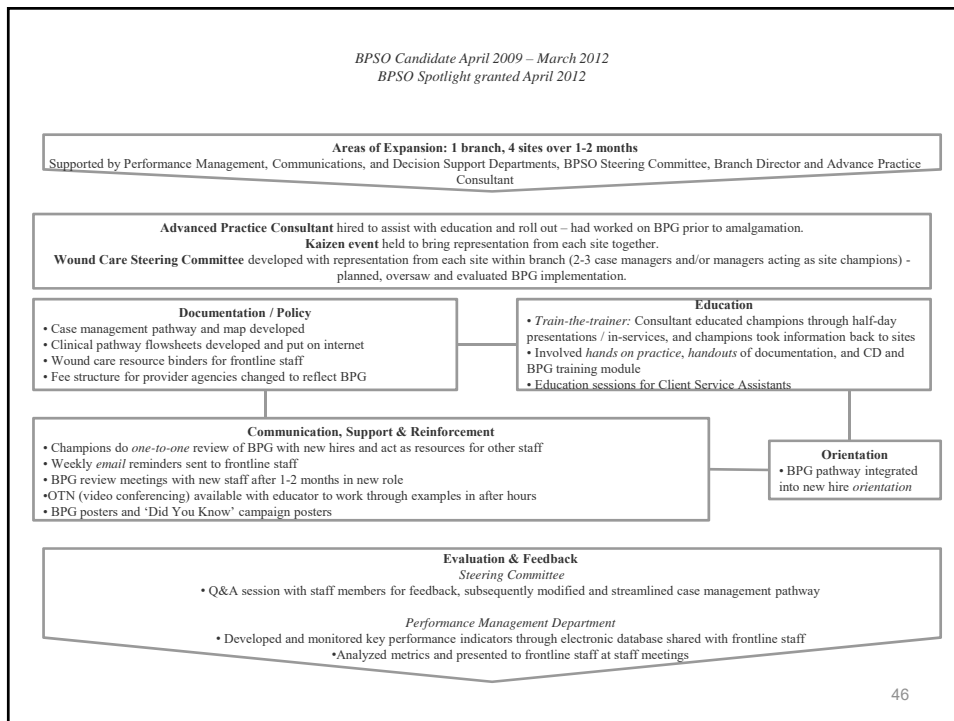 BPSO Candidate April 2009 – March 2012
BPSO Spotlight granted April 2012
Areas of Expansion: 1 branch, 4 sites over 1-2 months
Supported by Performance Management, Communications, and Decision Support Departments, BPSO Steering Committee, Branch Director and Advance Practice
Consultant
Advanced Practice Consultant hired to assist with education and roll out – had worked on BPG prior to amalgamation.
Kaizen event held to bring representation from each site together.
Wound Care Steering Committee developed with representation from each site within branch (2-3 case managers and/or managers acting as site champions) -
planned, oversaw and evaluated BPG implementation.
Documentation / Policy
• Case management pathway and map developed
• Clinical pathway flowsheets developed and put on internet
• Wound care resource binders for frontline staff
• Fee structure for provider agencies changed to reflect BPG
Education
• Train-the-trainer: Consultant educated champions through half-day
presentations / in-services, and champions took information back to sites
• Involved hands on practice, handouts of documentation, and CD and
BPG training module
• Education sessions for Client Service Assistants
Communication, Support & Reinforcement
• Champions do one-to-one review of BPG with new hires and act as resources for other staff
• Weekly email reminders sent to frontline staff
• BPG review meetings with new staff after 1-2 months in new role
•OTN (video conferencing) available with educator to work through examples in after hours
• BPG posters and ‘Did You Know’ campaign posters
Orientation
• BPG pathway integrated
into new hire orientation
Evaluation & Feedback
Steering Committee
• Q&A session with staff members for feedback, subsequently modified and streamlined case management pathway
Performance Management Department
• Developed and monitored key performance indicators through electronic database shared with frontline staff
•Analyzed metrics and presented to frontline staff at staff meetings
46